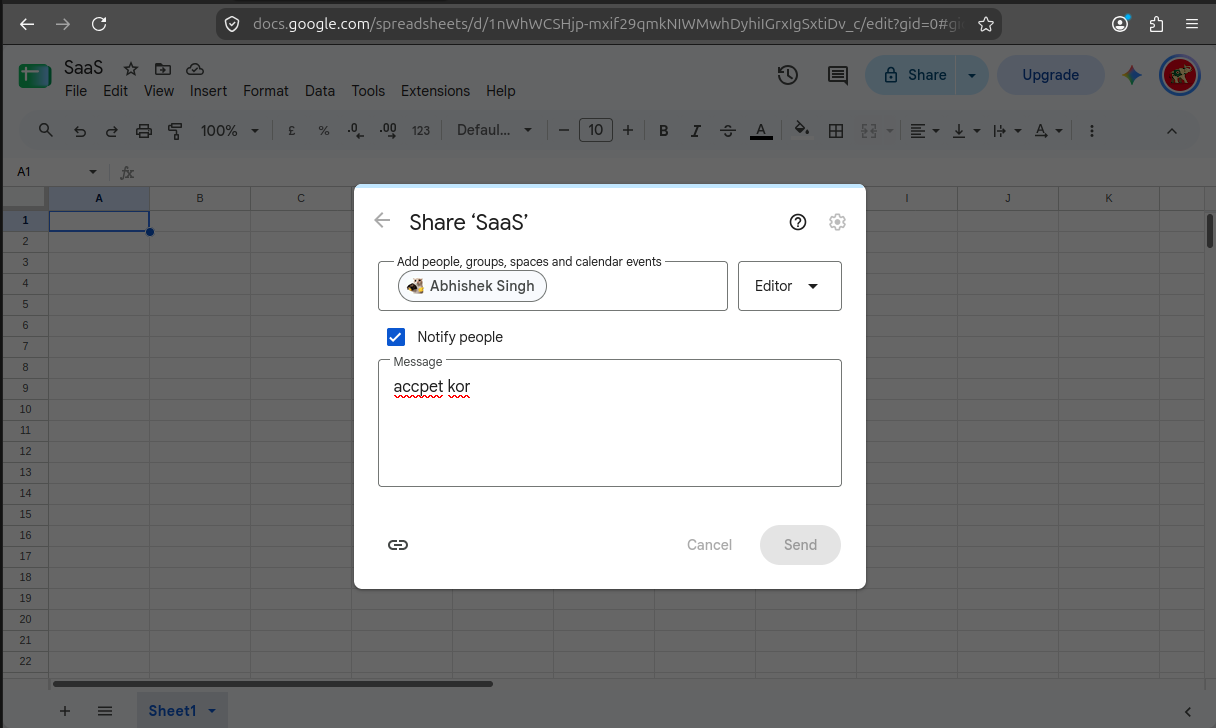 docs.google.com/spreadsheets/d/1nWhWCSHjp-mxif29qmkNIWMwhDyhiIGrxIgSxtiDv_c/edit?gid=0#gi
SaaS
File Edit View Insert Format Data Tools Extensions Help
Share
Upgrade
100% £ % .0 .00 123 Defaul... 10 B I A
A1 fx
A B C I J K
1
2
3
4
5
6
7
8
9
10
11
12
13
14
15
16
17
18
19
20
21
22
Share ‘SaaS’
Add people, groups, spaces and calendar events
Abhishek Singh
Editor
Notify people
Message
accpet kor
Cancel Send
Sheet1